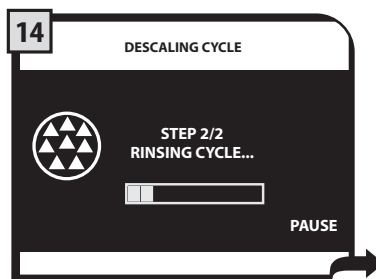 14
DESCALING CYCLE
STEP 2/2
RINSING CYCLE...
PAUSE